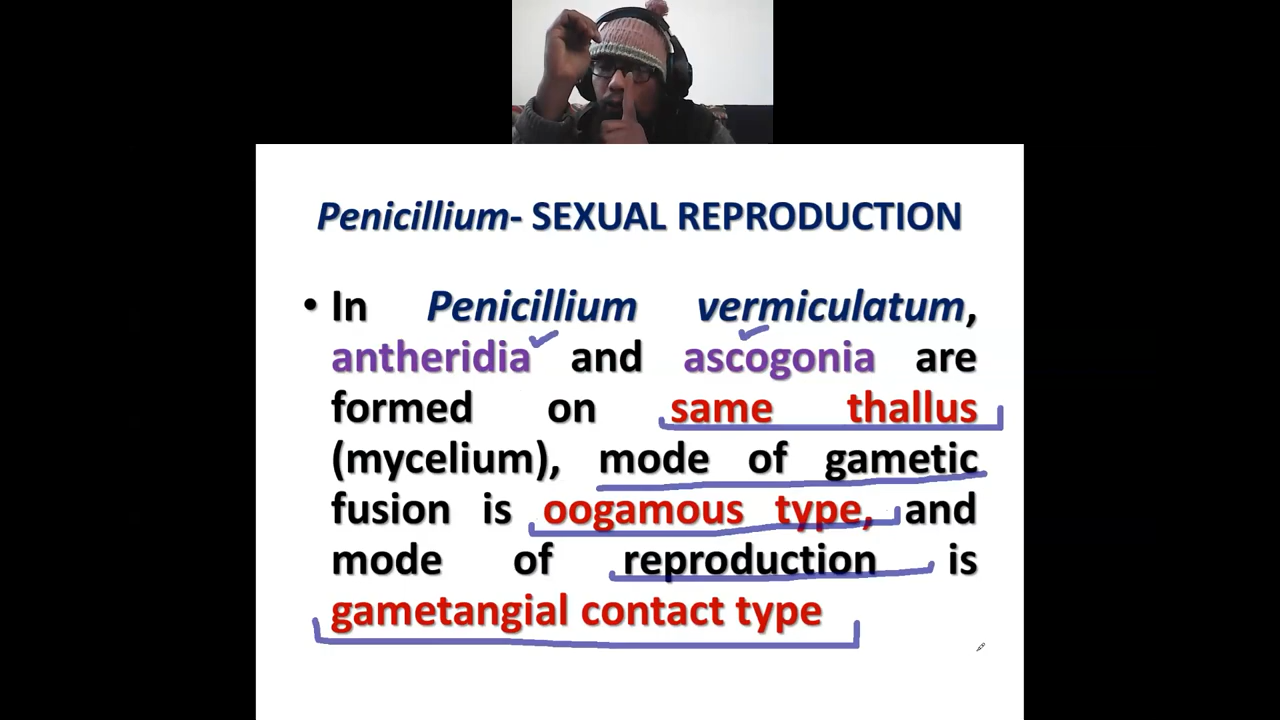 Penicillium- SEXUAL REPRODUCTION
• In Penicillium vermiculatum,
antheridia and ascogonia are
formed on same thallus
(mycelium), mode of gametic
fusion is oogamous type, and
mode of reproduction is
gametangial contact type